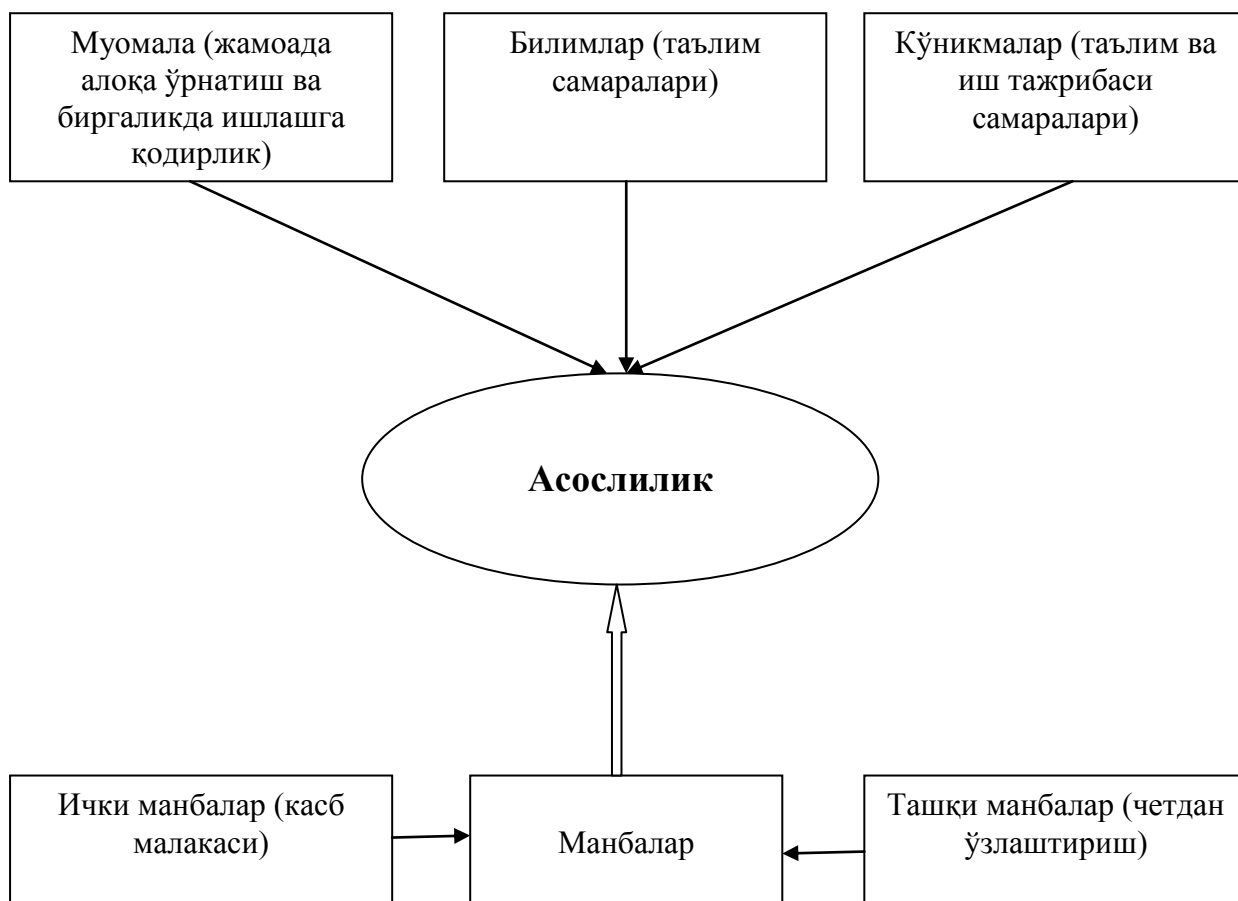 Муомала (жамоада
алоқа ўрнатиш ва
биргаликда ишлашга
қодирлик)
Билимлар (таълим
самаралари)
Кўникмалар (таълим ва
иш тажрибаси
самаралари)
Асослилик
Ички манбалар (касб
малакаси)
Манбалар
Ташқи манбалар (четдан
ўзлаштириш)